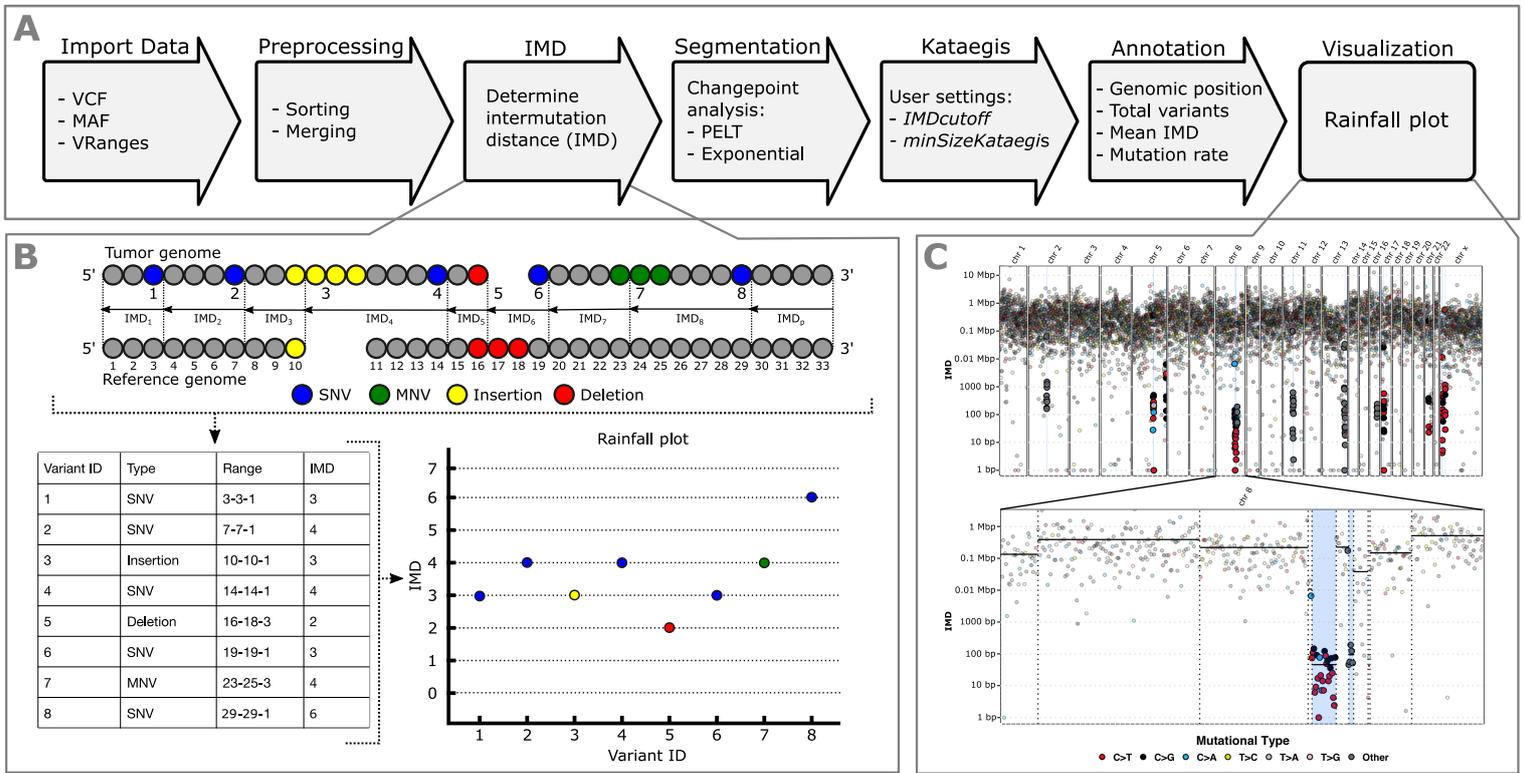 A
Import Data
Preprocessing
IMD
Segmentation
Kataegis
Annotation
Visualization
- VCF
- MAF
- VRanges
- Sorting
- Merging
Determine
intermutation
distance (IMD)
Changepoint
analysis:
- PELT
- Exponential
User settings:
- IMDcutoff
- minSizeKataegis
- Genomic position
- Total variants
- Mean IMD
- Mutation rate
Rainfall plot
B
Tumor genome
5' 3'
1 2 3 4 5 6 7 8
IMD1 IMD2 IMD3 IMD4 IMD5 IMD6 IMD7 IMD8 IMDp
5' 3'
1 2 3 4 5 6 7 8 9 10 11 12 13 14 15 16 17 18 19 20 21 22 23 24 25 26 27 28 29 30 31 32 33
Reference genome
SNV MNV Insertion Deletion
Variant ID Type Range IMD
1 SNV 3-3-1 3
2 SNV 7-7-1 4
3 Insertion 10-10-1 3
4 SNV 14-14-1 4
5 Deletion 16-18-3 2
6 SNV 19-19-1 3
7 MNV 23-25-3 4
8 SNV 29-29-1 6
Rainfall plot
IMD
7
6
5
4
3
2
1
0
1 2 3 4 5 6 7 8
Variant ID
C
chr 1 chr 2 chr 3 chr 4 chr 5 chr 6 chr 7 chr 8 chr 9 chr 10 chr 11 chr 12 chr 13 chr 14 chr 15 chr 16 chr 17 chr 18 chr 19 chr 20 chr 21 chr 22 chr x
IMD
10 Mbp
1 Mbp
0.1 Mbp
0.01 Mbp
1000 bp
100 bp
10 bp
1 bp
chr 8
IMD
1 Mbp
0.1 Mbp
0.01 Mbp
1000 bp
100 bp
10 bp
1 bp
Mutational Type
C>T C>G C>A T>C T>A T>G Other